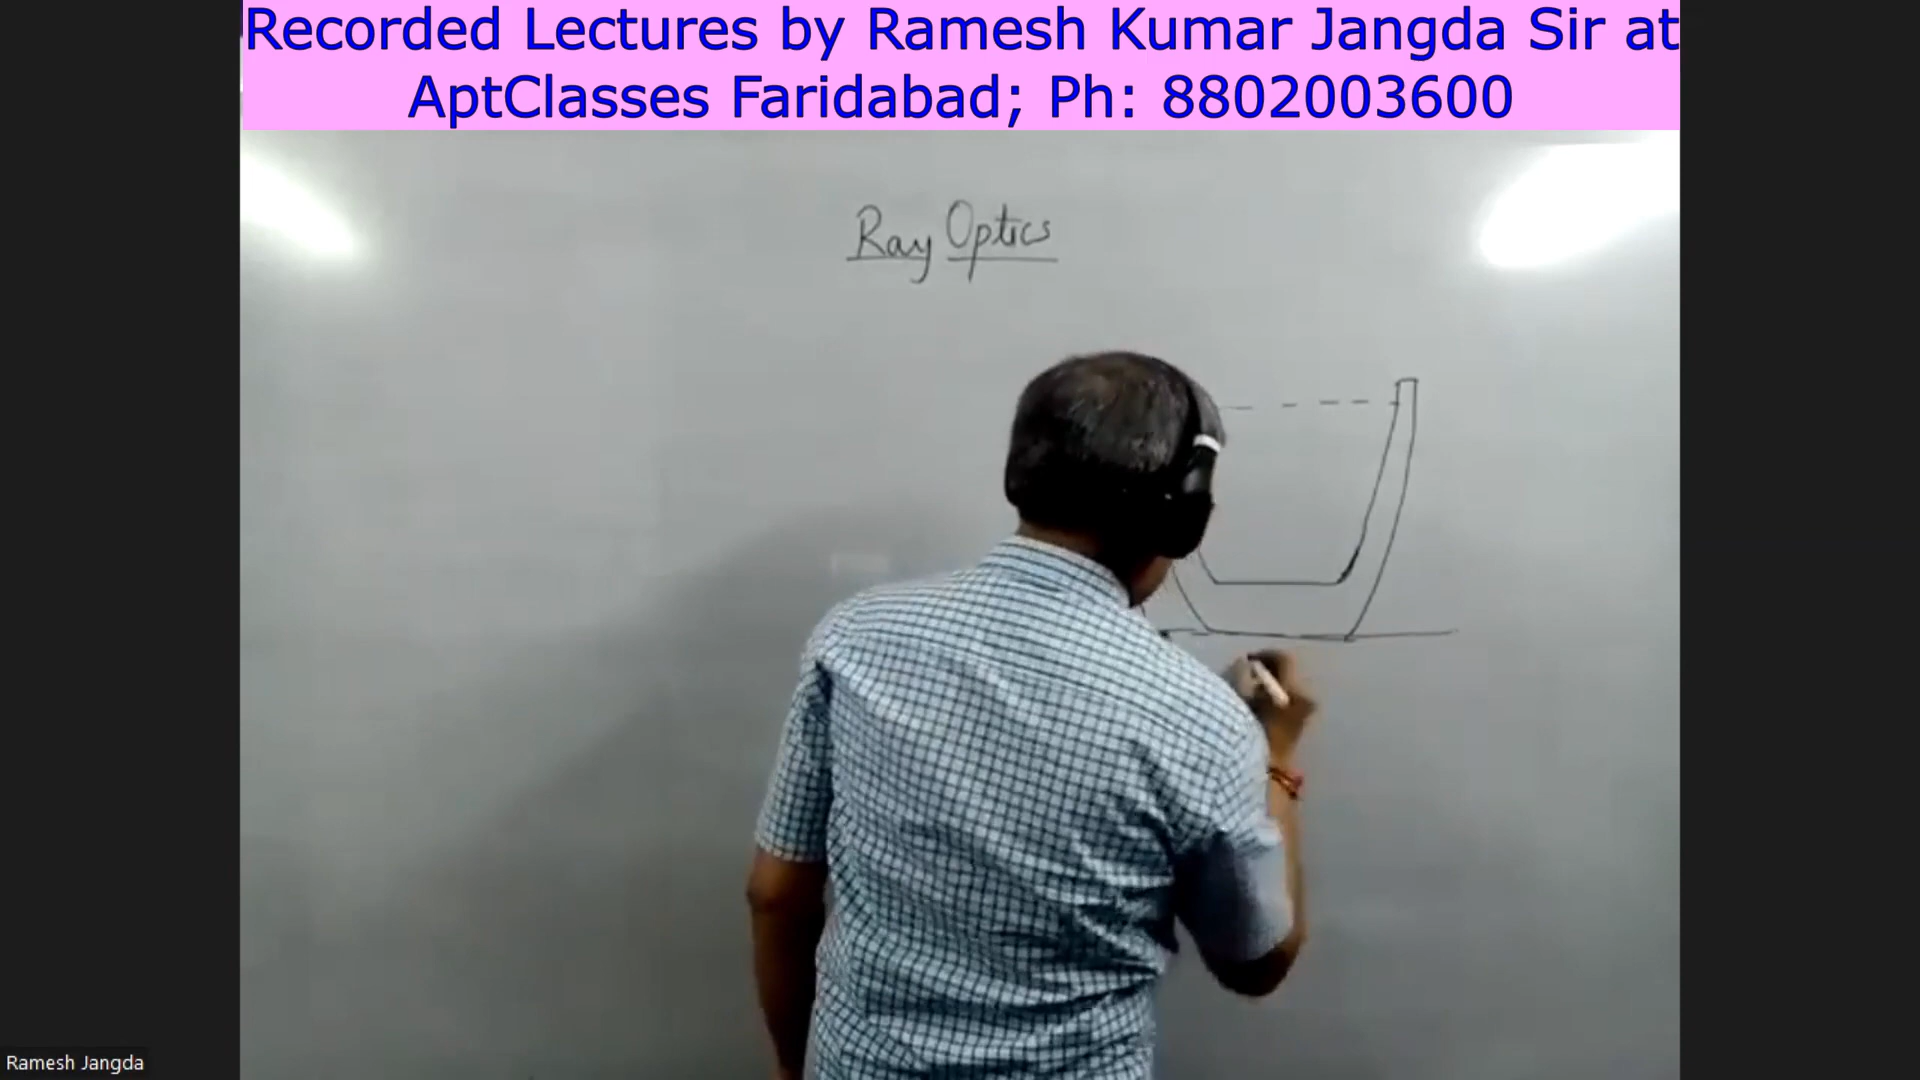 Recorded Lectures by Ramesh Kumar Jangda Sir at
AptClasses Faridabad; Ph: 8802003600
Ray Optics
Ramesh Jangda